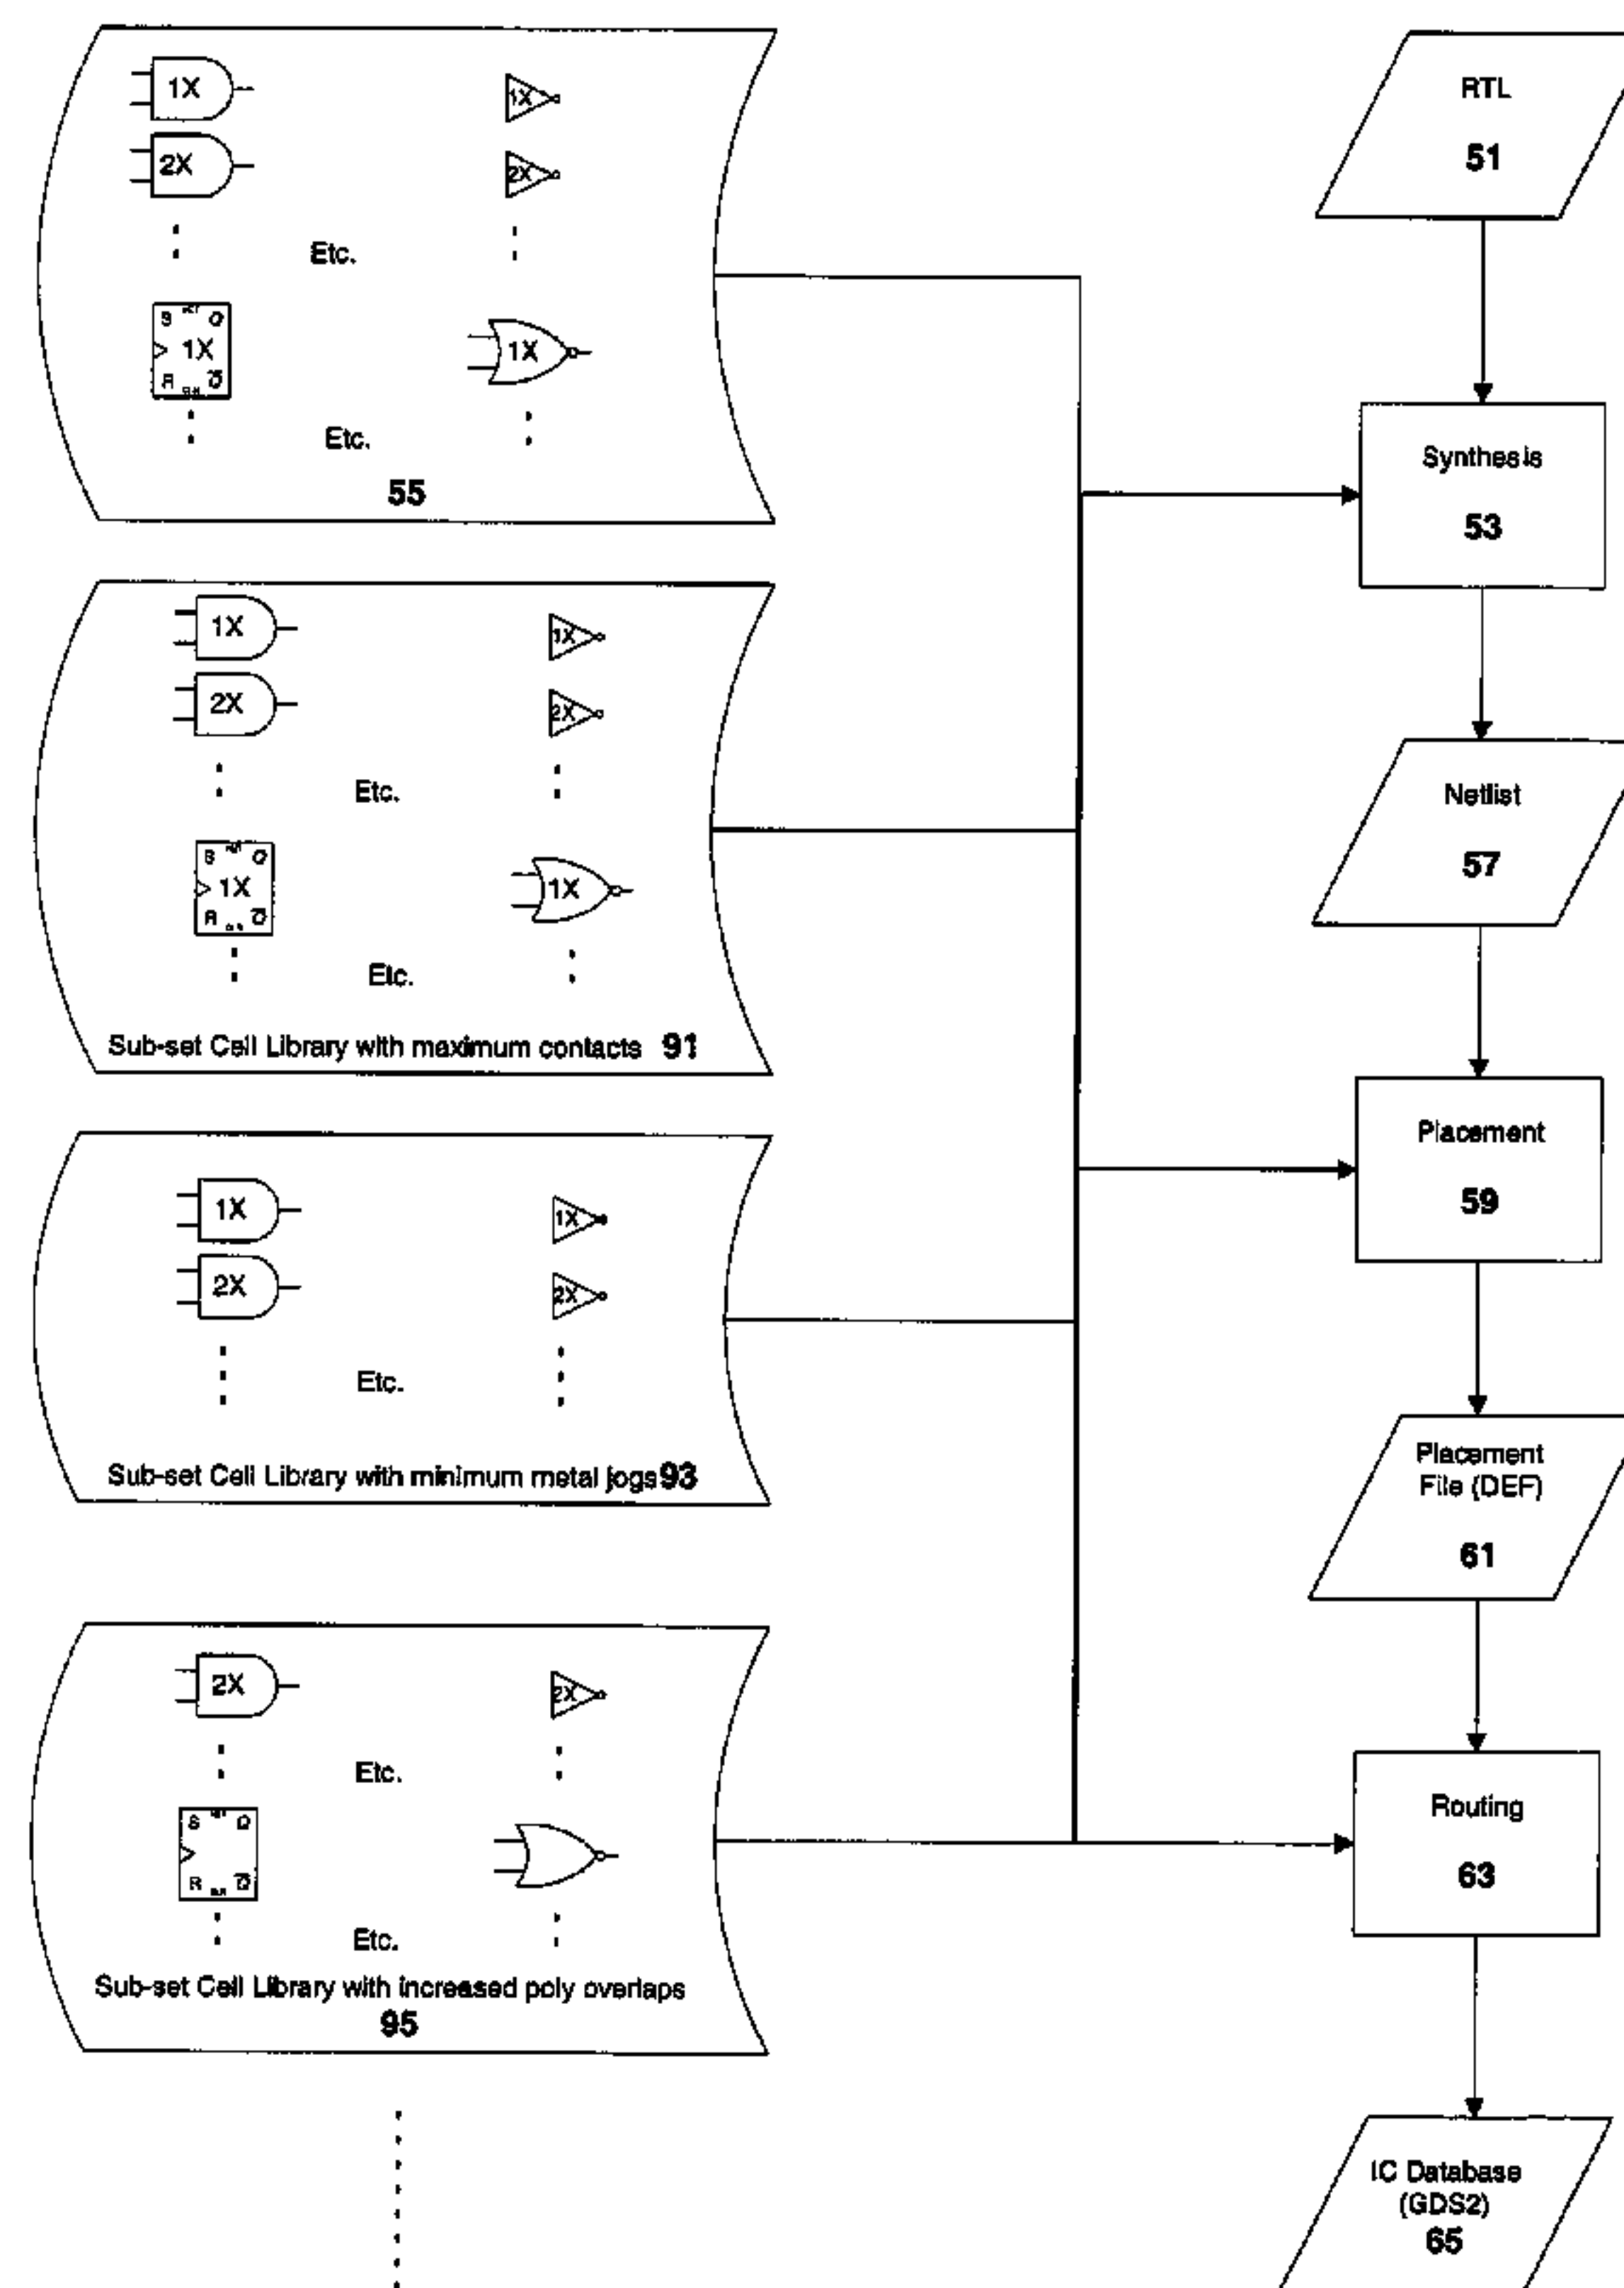 1X
1X
2X
2X
Etc.
S Q
1X
R Q
1X
Etc.
55
1X
1X
2X
2X
Etc.
S Q
1X
R Q
1X
Etc.
Sub-set Cell Library with maximum contacts 91
1X
1X
2X
2X
Etc.
Sub-set Cell Library with minimum metal jogs 93
2X
2X
Etc.
S Q
R Q
Etc.
Sub-set Cell Library with increased poly overlaps
95
RTL
51
Synthesis
53
Netlist
57
Placement
59
Placement
File (DEF)
61
Routing
63
IC Database
(GDS2)
65